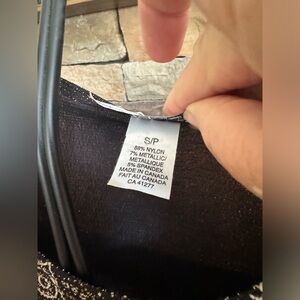 S/P
88% NYLON
7% METALLIC/
METALLIQUE
5% SPANDEX
MADE IN CANADA
FAIT AU CANADA
CA 41277